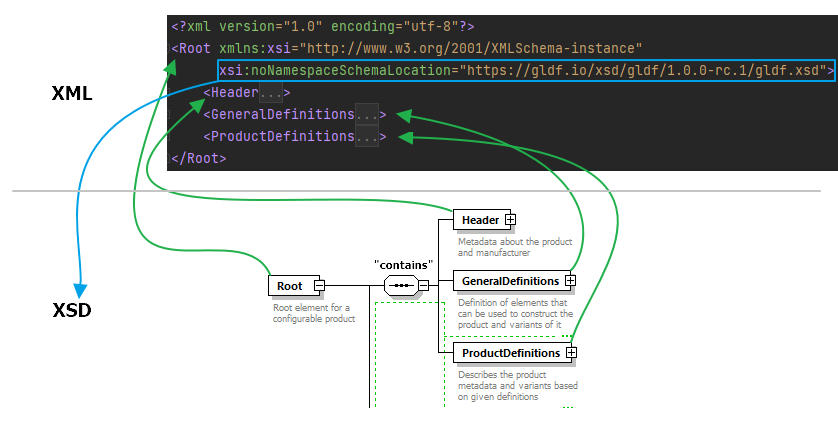 <?xml version="1.0" encoding="utf-8"?>
<Root xmlns:xsi="http://www.w3.org/2001/XMLSchema-instance"
xsi:noNamespaceSchemaLocation="https://gldf.io/xsd/gldf/1.0.0-rc.1/gldf.xsd">
XML
<Header...>
<GeneralDefinitions...>
<ProductDefinitions...>
</Root>
Header
Metadata about the product
and manufacturer
"contains"
Root
GeneralDefinitions
Root element for a
configurable product
Definition of elements that
can be used to construct the
product and variants of it
XSD
...
ProductDefinitions
Describes the product
metadata and variants based
on given definitions
...